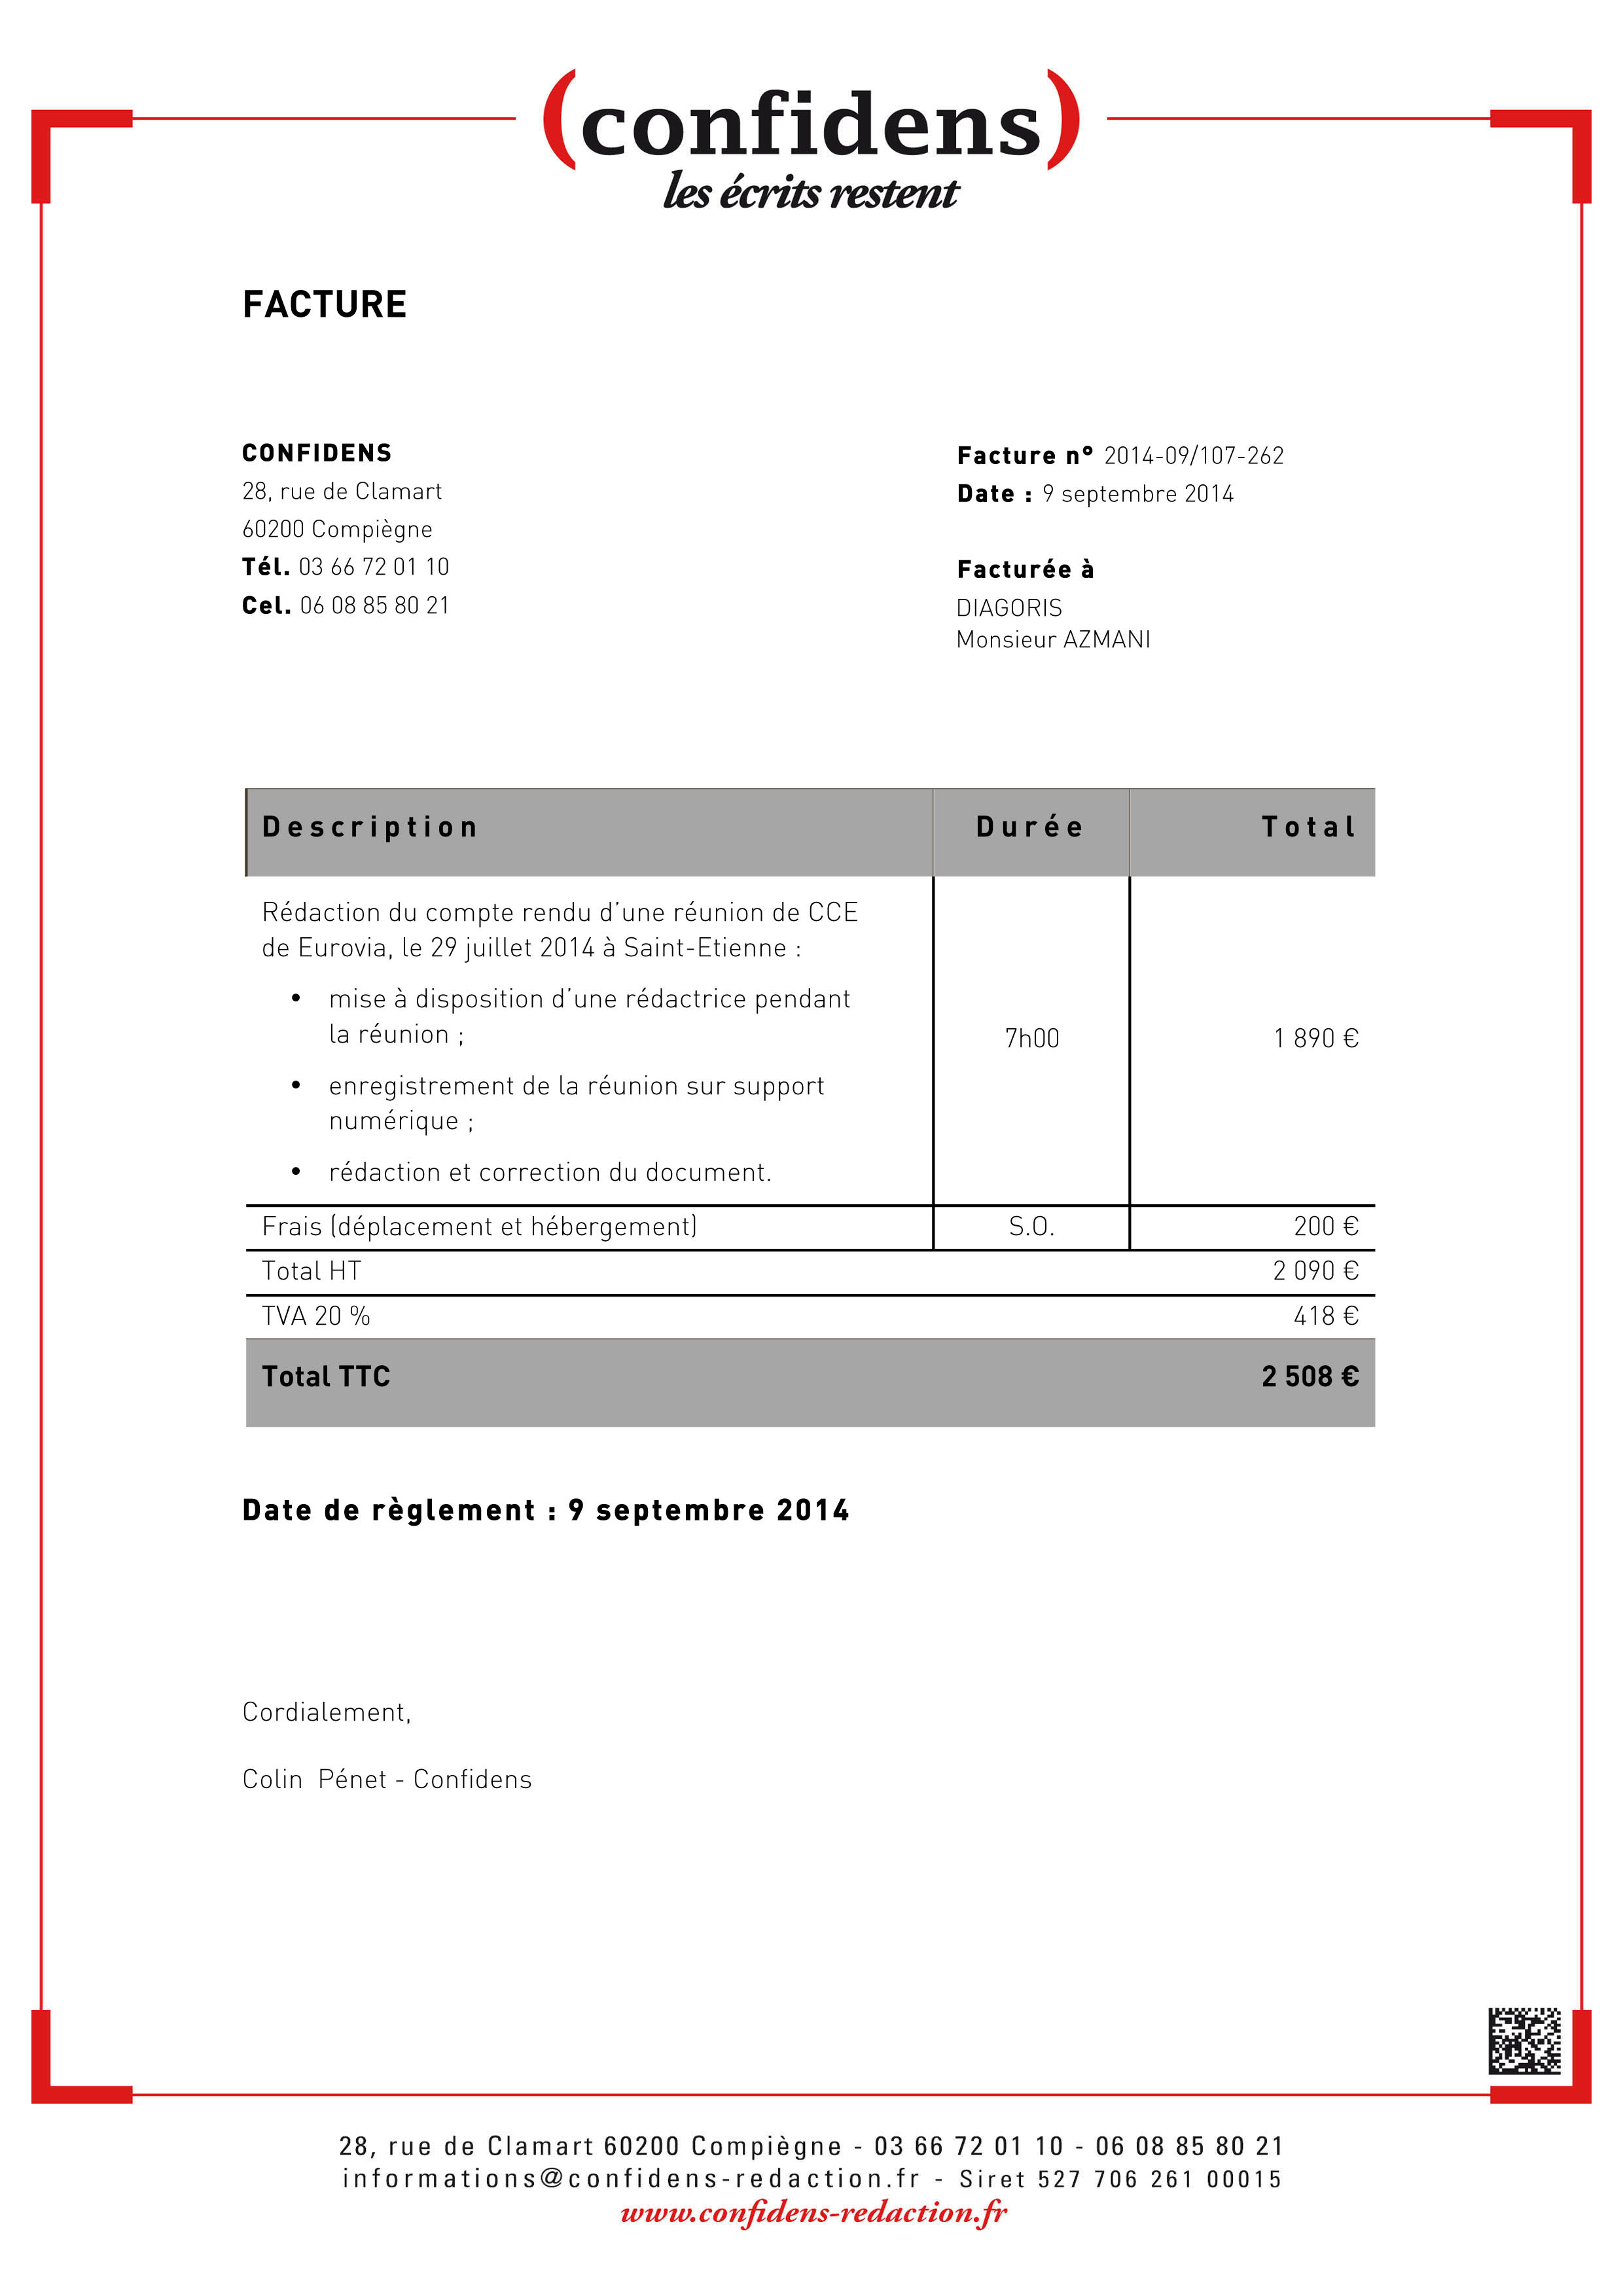 (confidens)
les écrits restent
FACTURE
CONFIDENS
28, rue de Clamart
60200 Compiègne
Tél. 03 66 72 01 10
Cel. 06 08 85 80 21
Facture n° 2014-09/107-262
Date : 9 septembre 2014
Facturée à
DIAGORIS
Monsieur AZMANI
Description Durée Total
Rédaction du compte rendu d’une réunion de CCE
de Eurovia, le 29 juillet 2014 à Saint-Etienne :
• mise à disposition d’une rédactrice pendant
la réunion ;
7h00 1 890 €
• enregistrement de la réunion sur support
numérique ;
• rédaction et correction du document.
Frais (déplacement et hébergement) S.O. 200 €
Total HT 2 090 €
TVA 20 % 418 €
Total TTC 2 508 €
Date de règlement : 9 septembre 2014
Cordialement,
Colin Pénet - Confidens
28, rue de Clamart 60200 Compiègne - 03 66 72 01 10 - 06 08 85 80 21
informations@confidens-redaction.fr - Siret 527 706 261 00015
www.confidens-redaction.fr